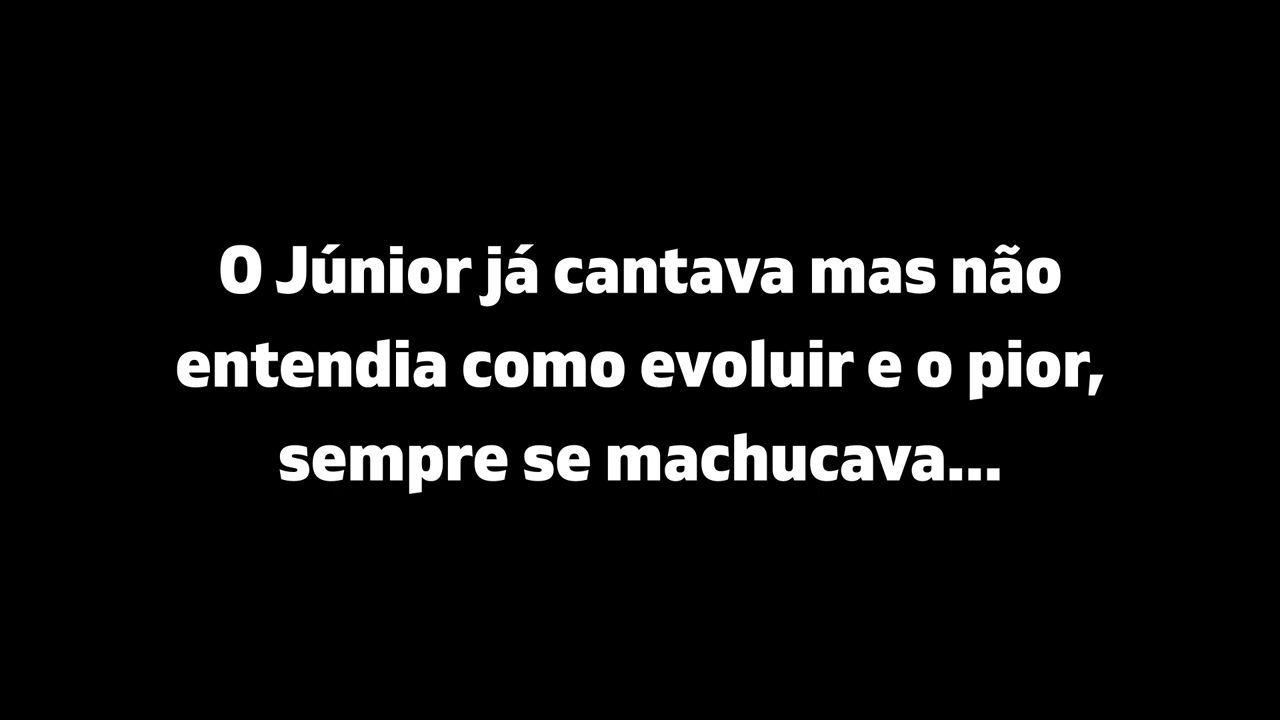 O Júnior já cantava mas não
entendia como evoluir e o pior,
sempre se machucava...